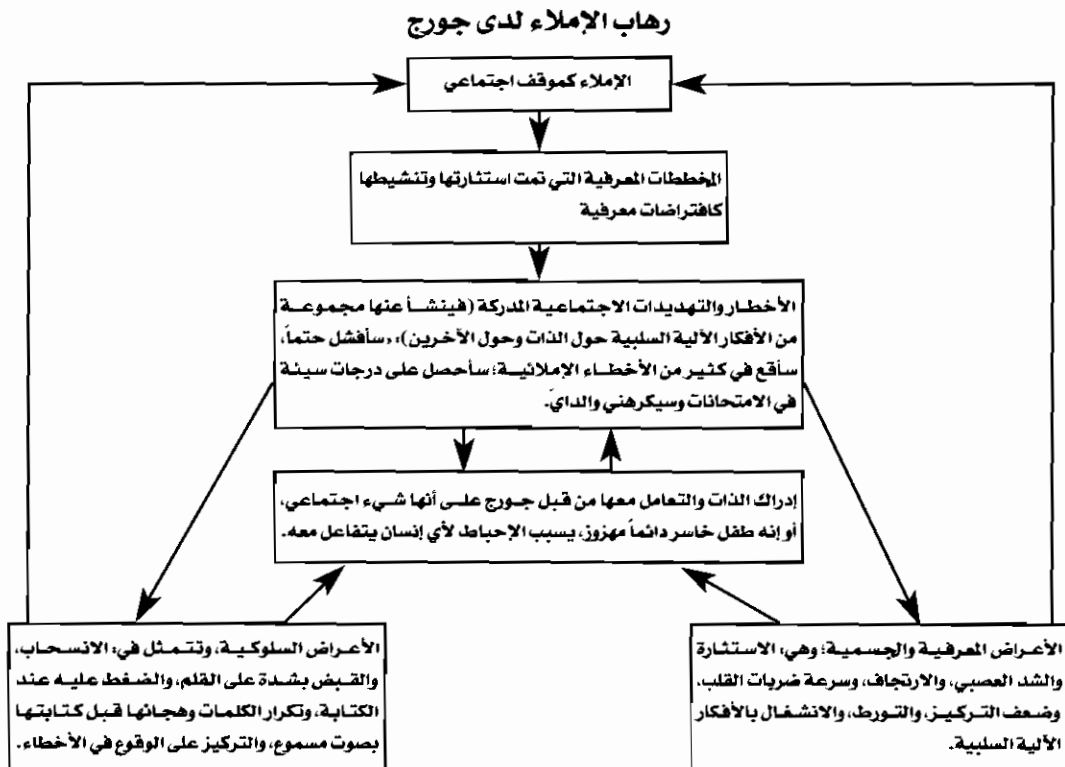 رهاب الإملاء لدى جورج
الإملاء كموقف اجتماعي
المخططات المعرفية التي تمت استثارتها وتنشيطها
كافتراضات معرفية
الأخطار والتهديدات الاجتماعية المدركة (فينشأ عنها مجموعة
من الأفكار الآلية السلبية حول الذات وحول الآخرين): «سأفشل حتماً،
سأقع في كثير من الأخطاء الإملائية؛ سأحصل على درجات سيئة
في الامتحانات وسيكرهني والدايّ.
إدراك الذات والتعامل معها من قبل جورج على أنها شيء اجتماعي،
أو إنه طفل خاسر دائماً مهزوز، يسبب الإحباط لأي إنسان يتفاعل معه.
الأعراض المعرفية والجسمية؛ وهي: الاستثارة
والشد العصبي، والارتجاف، وسرعة ضربات القلب،
وضعف التركيز، والتورط، والانشغال بالأفكار
الآلية السلبية.
الأعراض السلوكية، وتتمثل في: الانسحاب،
والقبض بشدة على القلم، والضغط عليه عند
الكتابة، وتكرار الكلمات وهجائها قبل كتابتها
بصوت مسموع، والتركيز على الوقوع في الأخطاء.